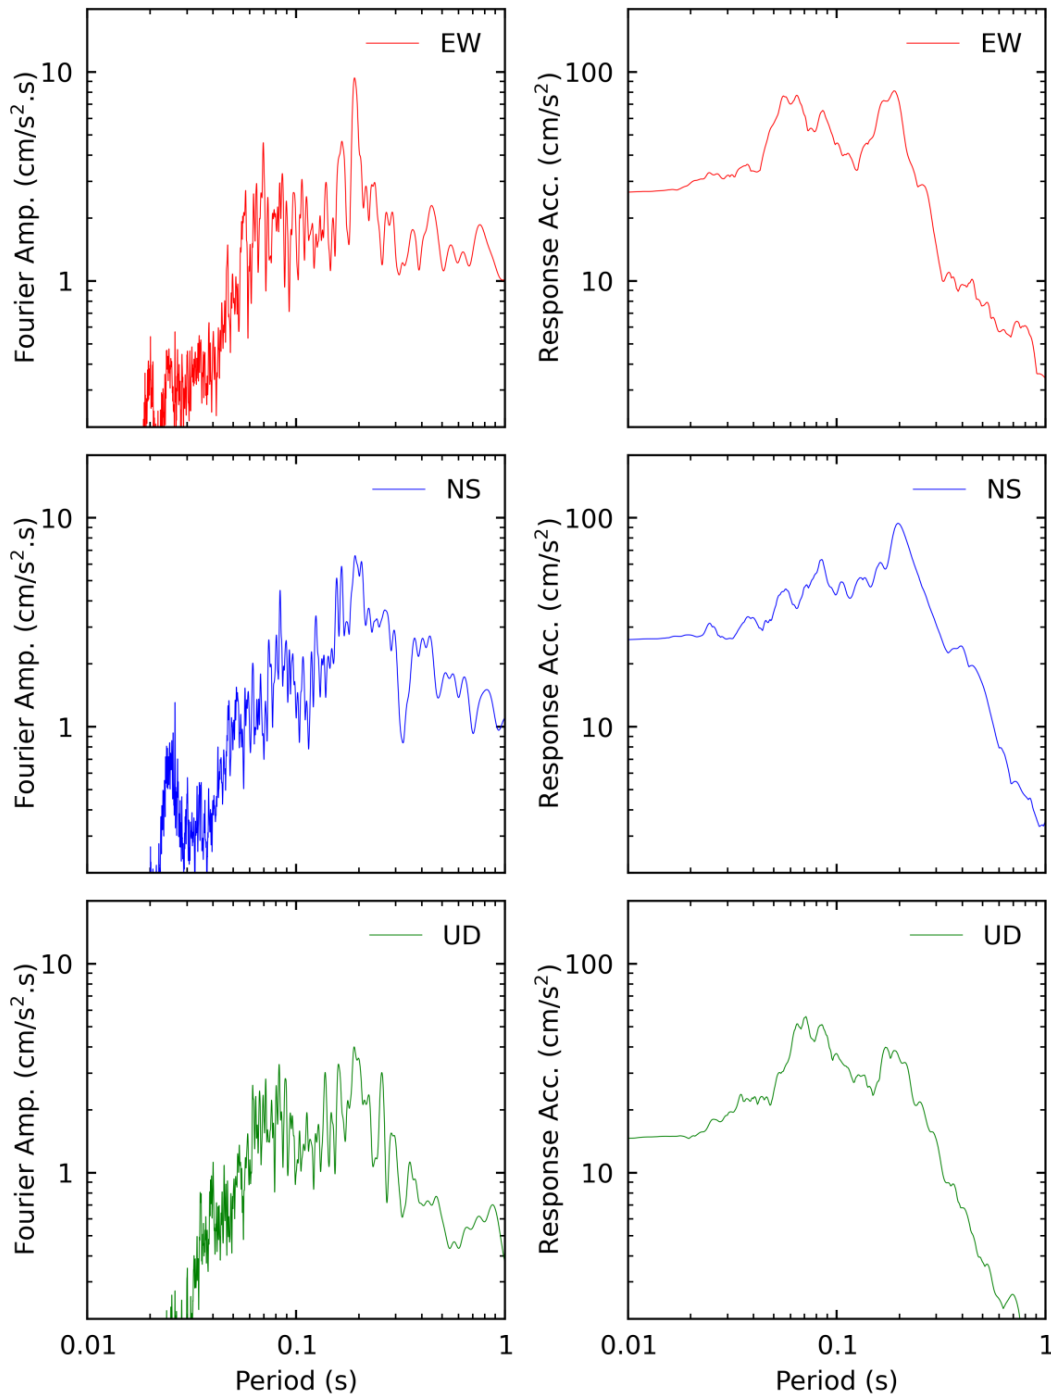 EW
10
1
Fourier Amp. (cm/s².s)
EW
100
10
Response Acc. (cm/s²)
NS
10
1
Fourier Amp. (cm/s².s)
NS
100
10
Response Acc. (cm/s²)
UD
10
1
Fourier Amp. (cm/s².s)
0.01 0.1 1
Period (s)
UD
100
10
Response Acc. (cm/s²)
0.01 0.1 1
Period (s)